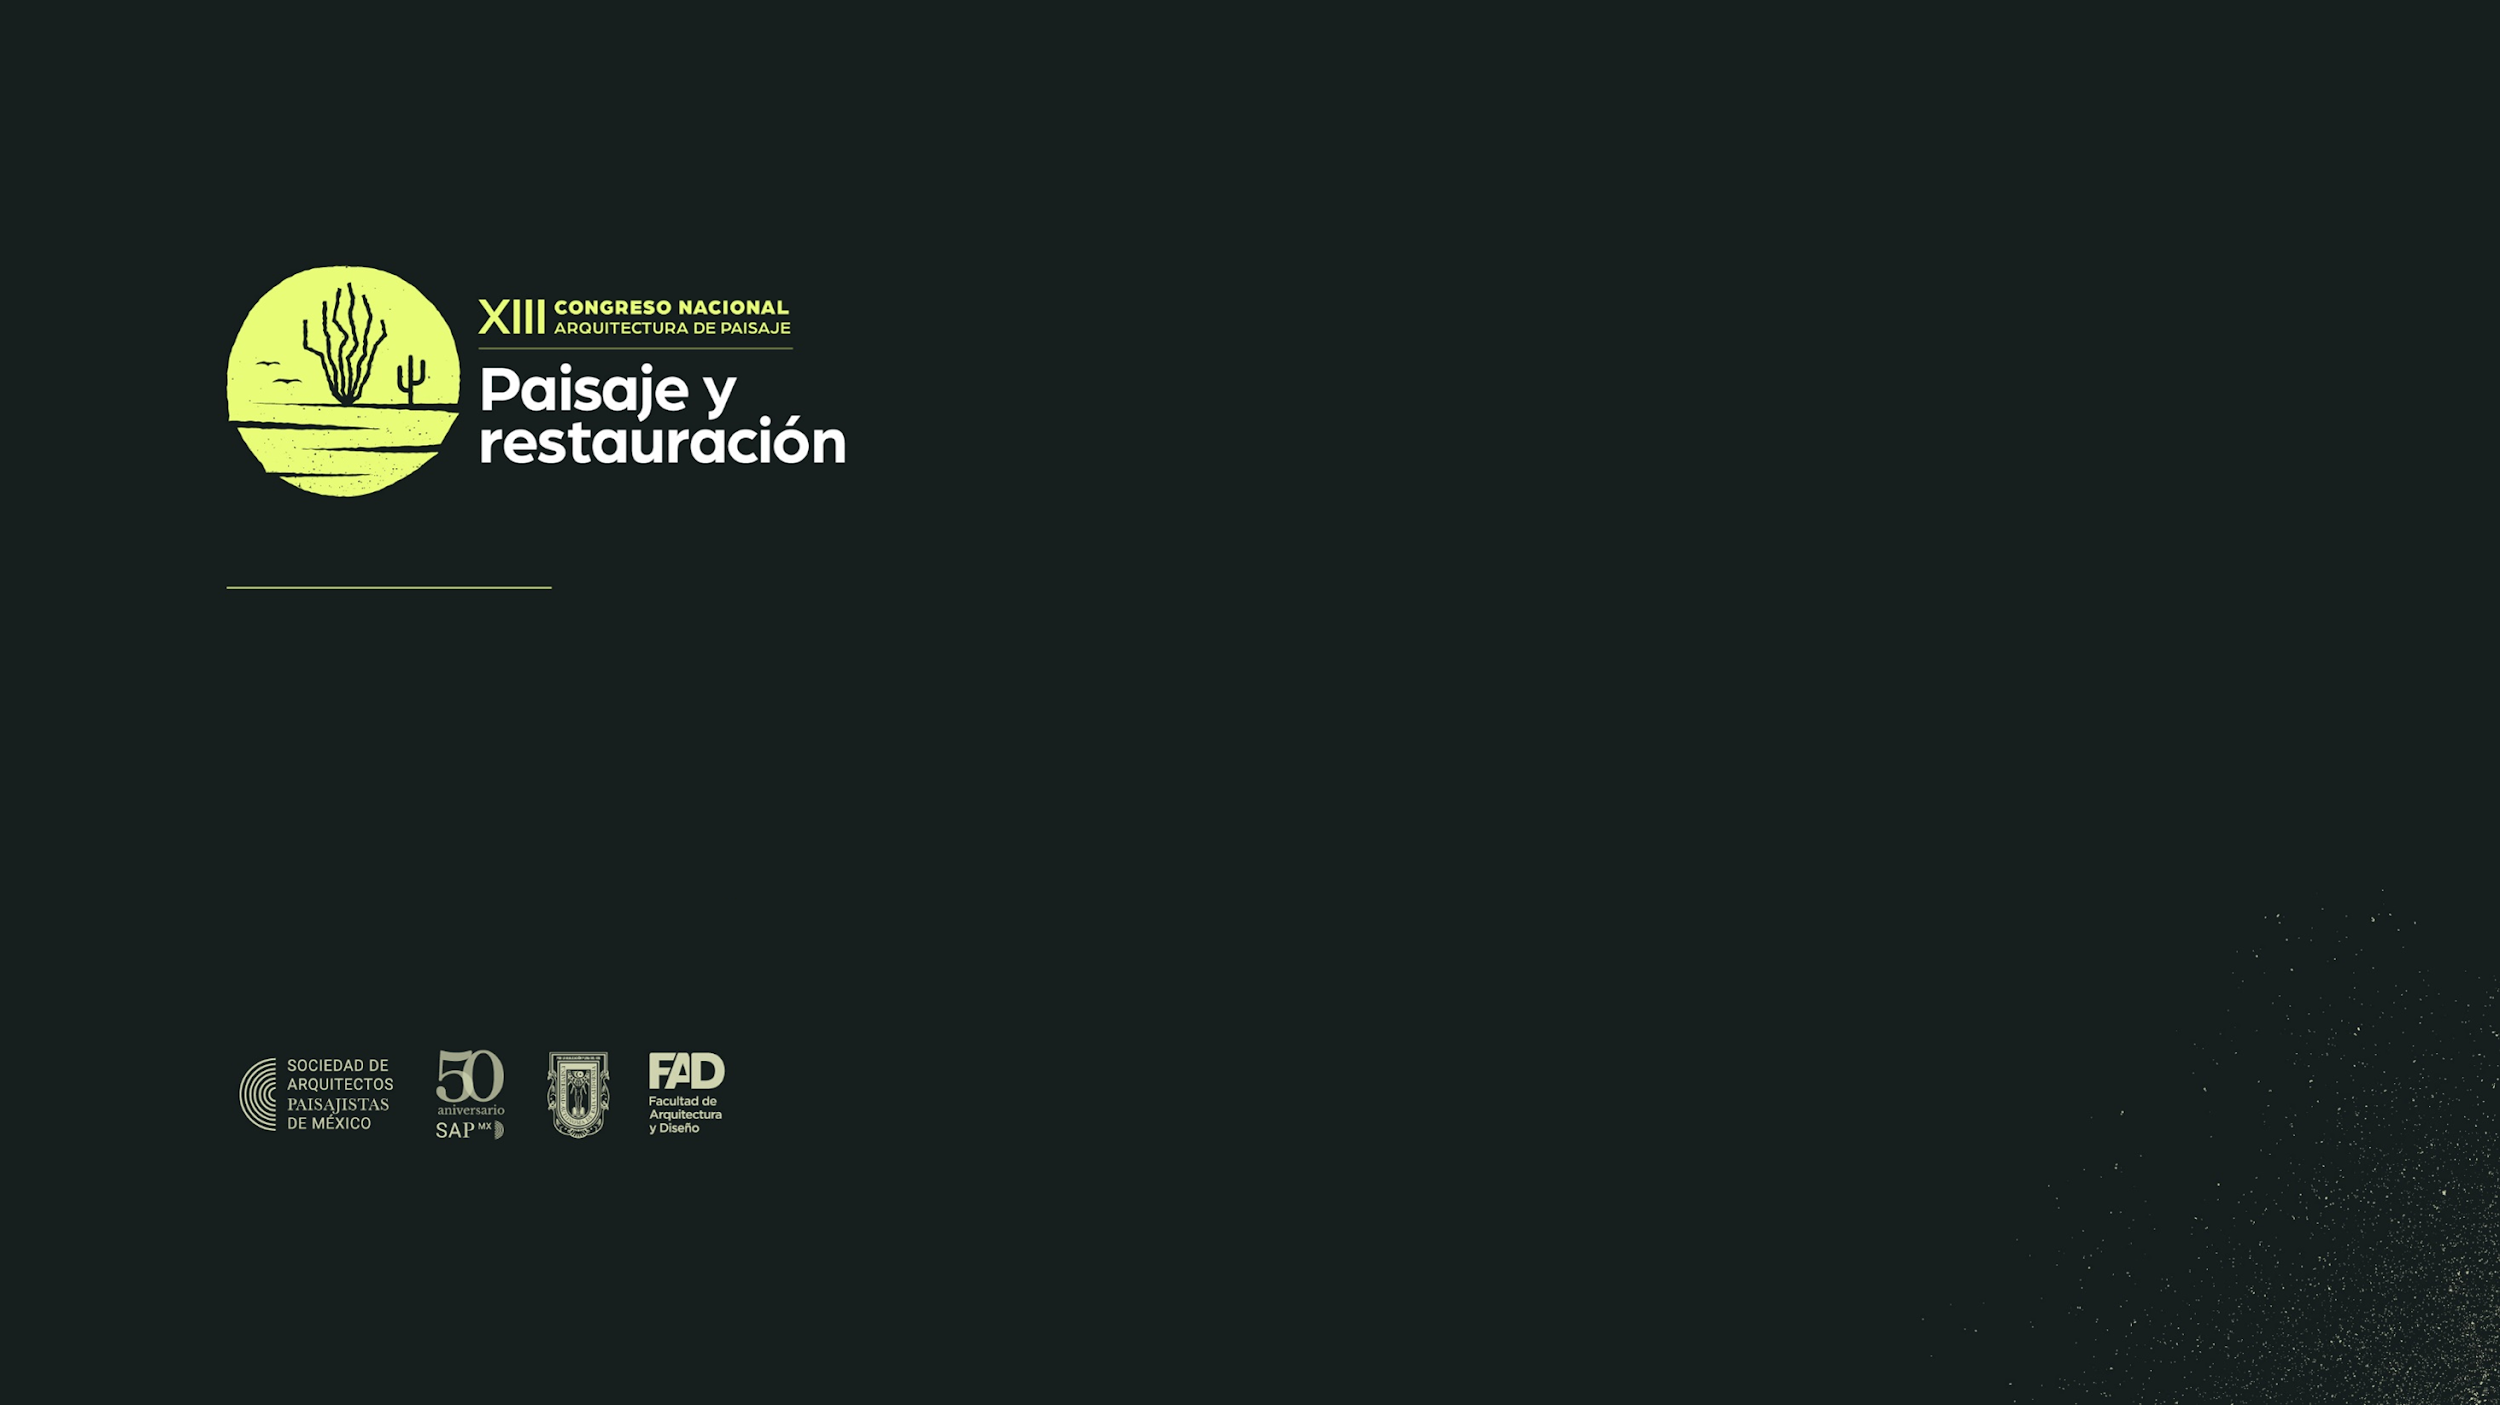 XIII CONGRESO NACIONAL
ARQUITECTURA DE PAISAJE
Paisaje y
restauración
SOCIEDAD DE
ARQUITECTOS
PAISAJISTAS
DE MÉXICO
50
aniversario
SAP MX
FAD
Facultad de
Arquitectura
y Diseño